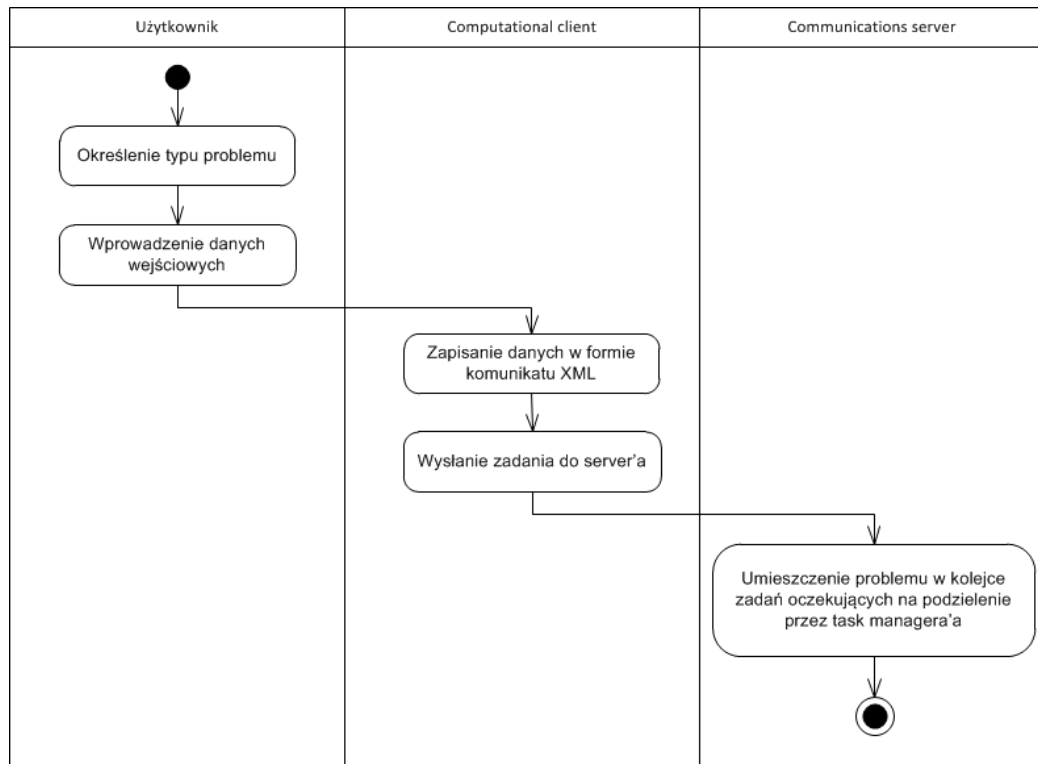 Użytkownik
Computational client
Communications server
Określenie typu problemu
Wprowadzenie danych
wejściowych
Zapisanie danych w formie
komunikatu XML
Wysłanie zadania do server'a
Umieszczenie problemu w kolejce
zadań oczekujących na podzielenie
przez task managera'a